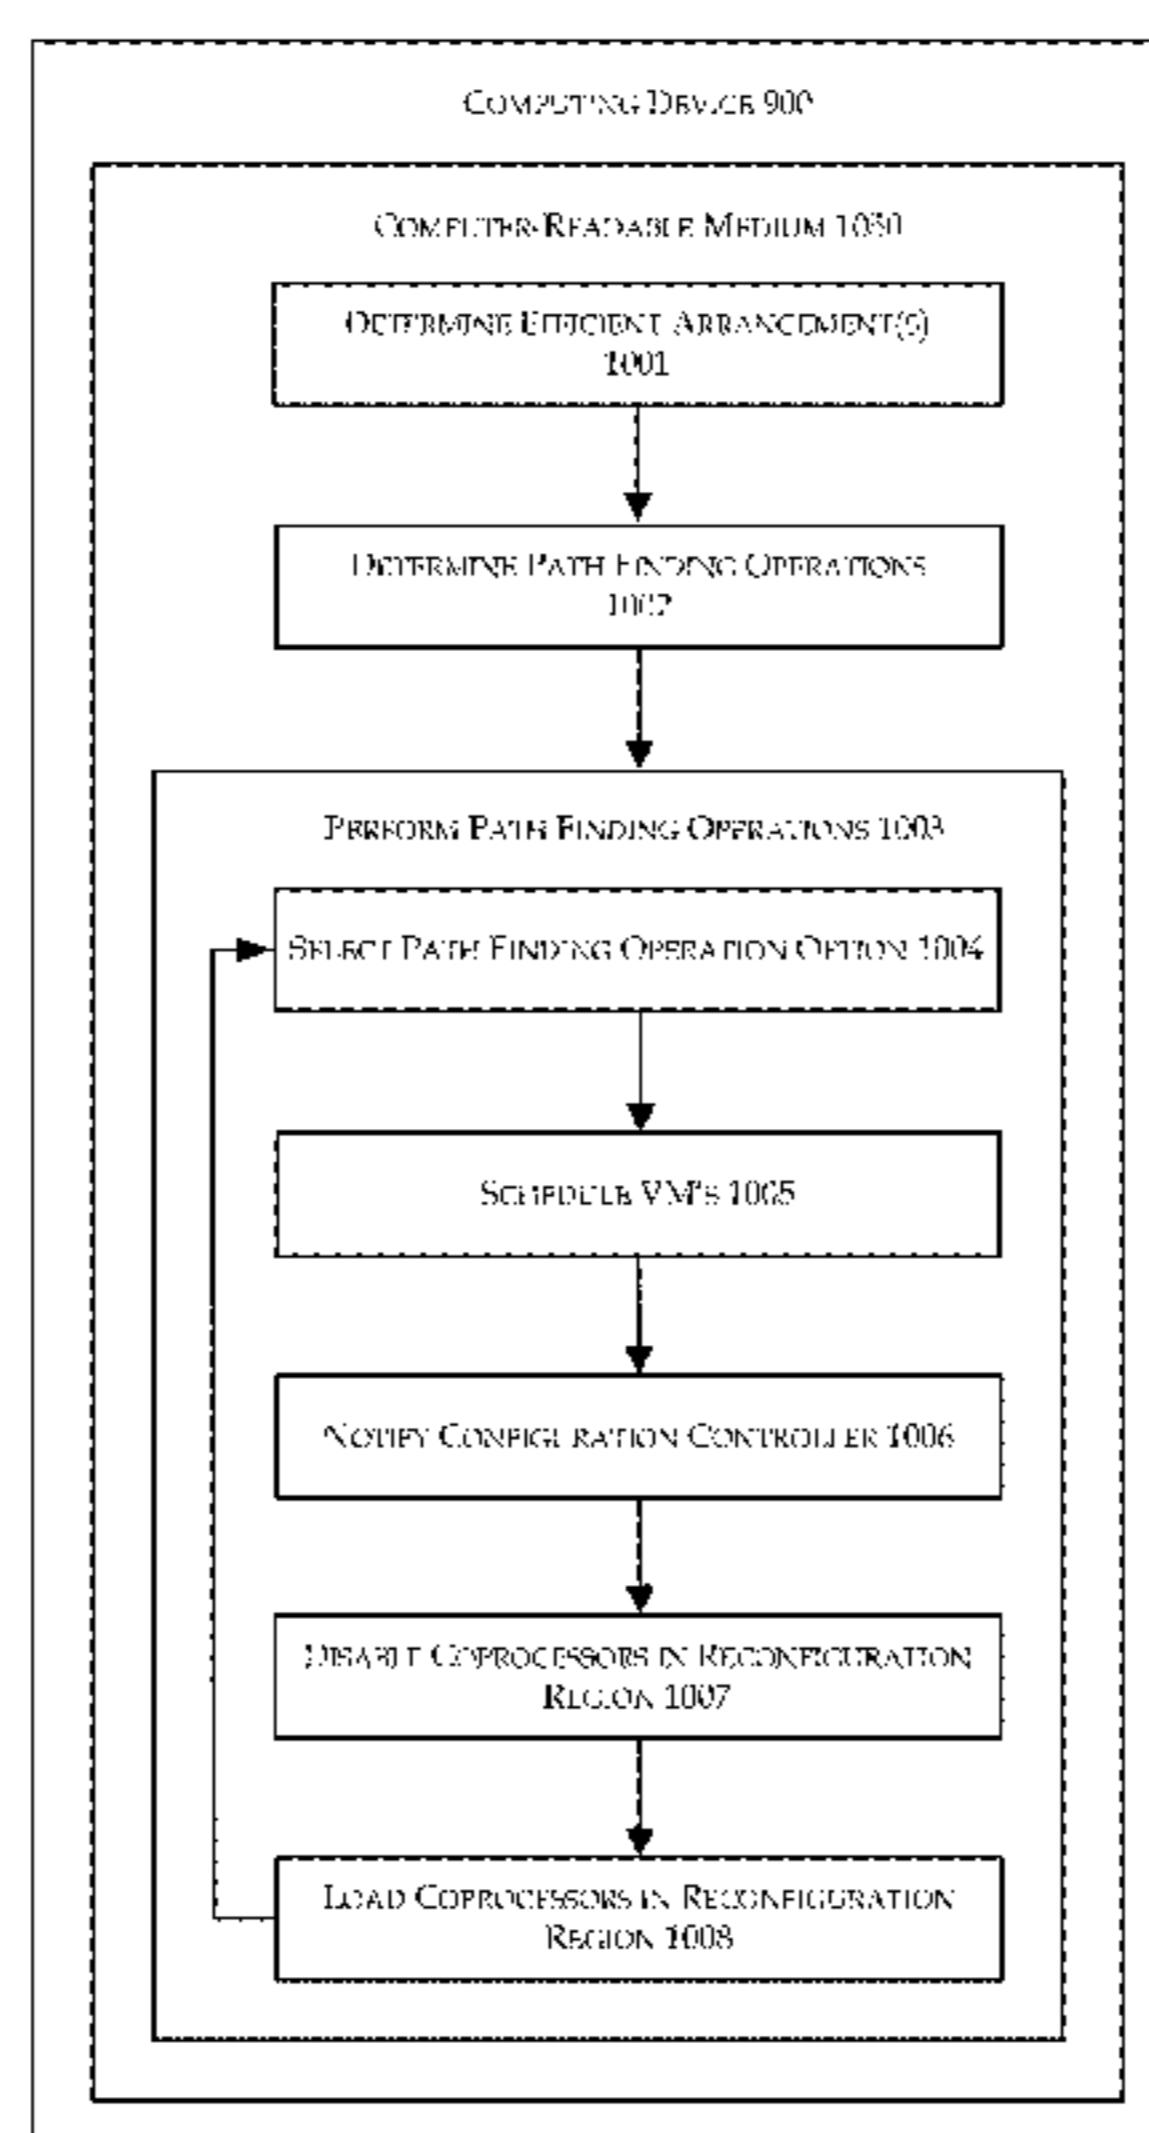 COMPUTING DEVICE 900
COMPUTER-READABLE MEDIUM 1050
DETERMINE EFFICIENT ARRANGEMENT(S)
1001
DETERMINE PATH FINDING OPERATIONS
1002
PERFORM PATH FINDING OPERATIONS 1003
SELECT PATH FINDING OPERATION OPTION 1004
SCHEDULE VM'S 1005
NOTIFY CONFIGURATION CONTROLLER 1006
DISABLE COPROCESSORS IN RECONFIGURATION
REGION 1007
LOAD COPROCESSORS IN RECONFIGURATION
REGION 1008